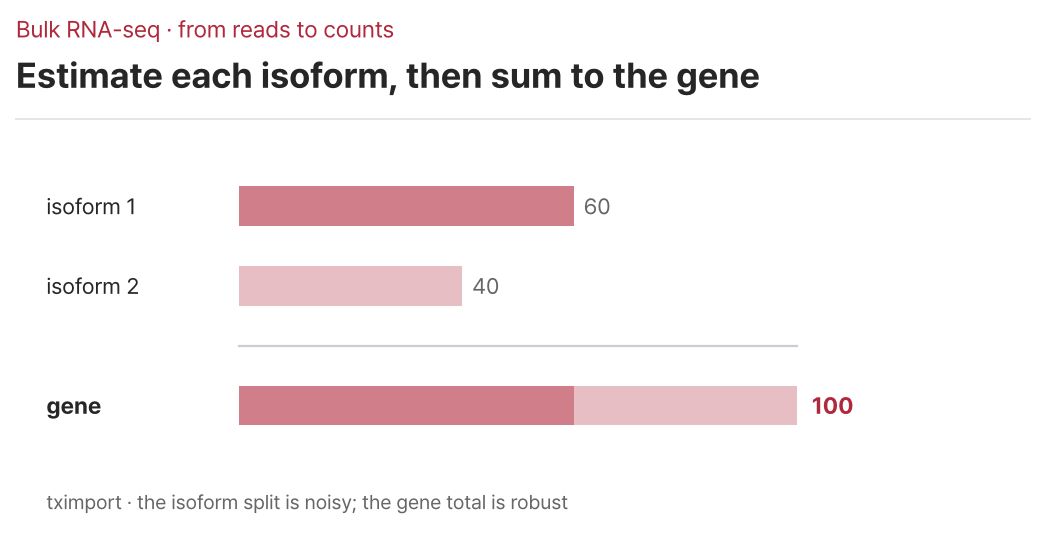 Bulk RNA-seq · from reads to counts
Estimate each isoform, then sum to the gene
isoform 1
60
isoform 2
40
gene
100
tximport · the isoform split is noisy; the gene total is robust